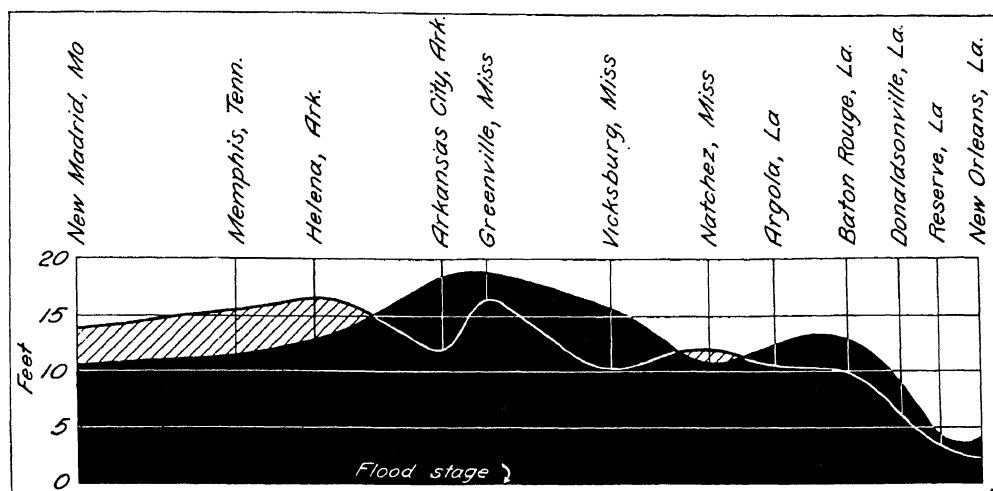 New Madrid, Mo
Memphis, Tenn.
Helena, Ark.
Arkansas City, Ark.
Greenville, Miss
Vicksburg, Miss
Natchez, Miss
Argola, La
Baton Rouge, La.
Donaldsonville, La.
Reserve, La
New Orleans, La.
Feet
20
15
10
5
0
Flood stage